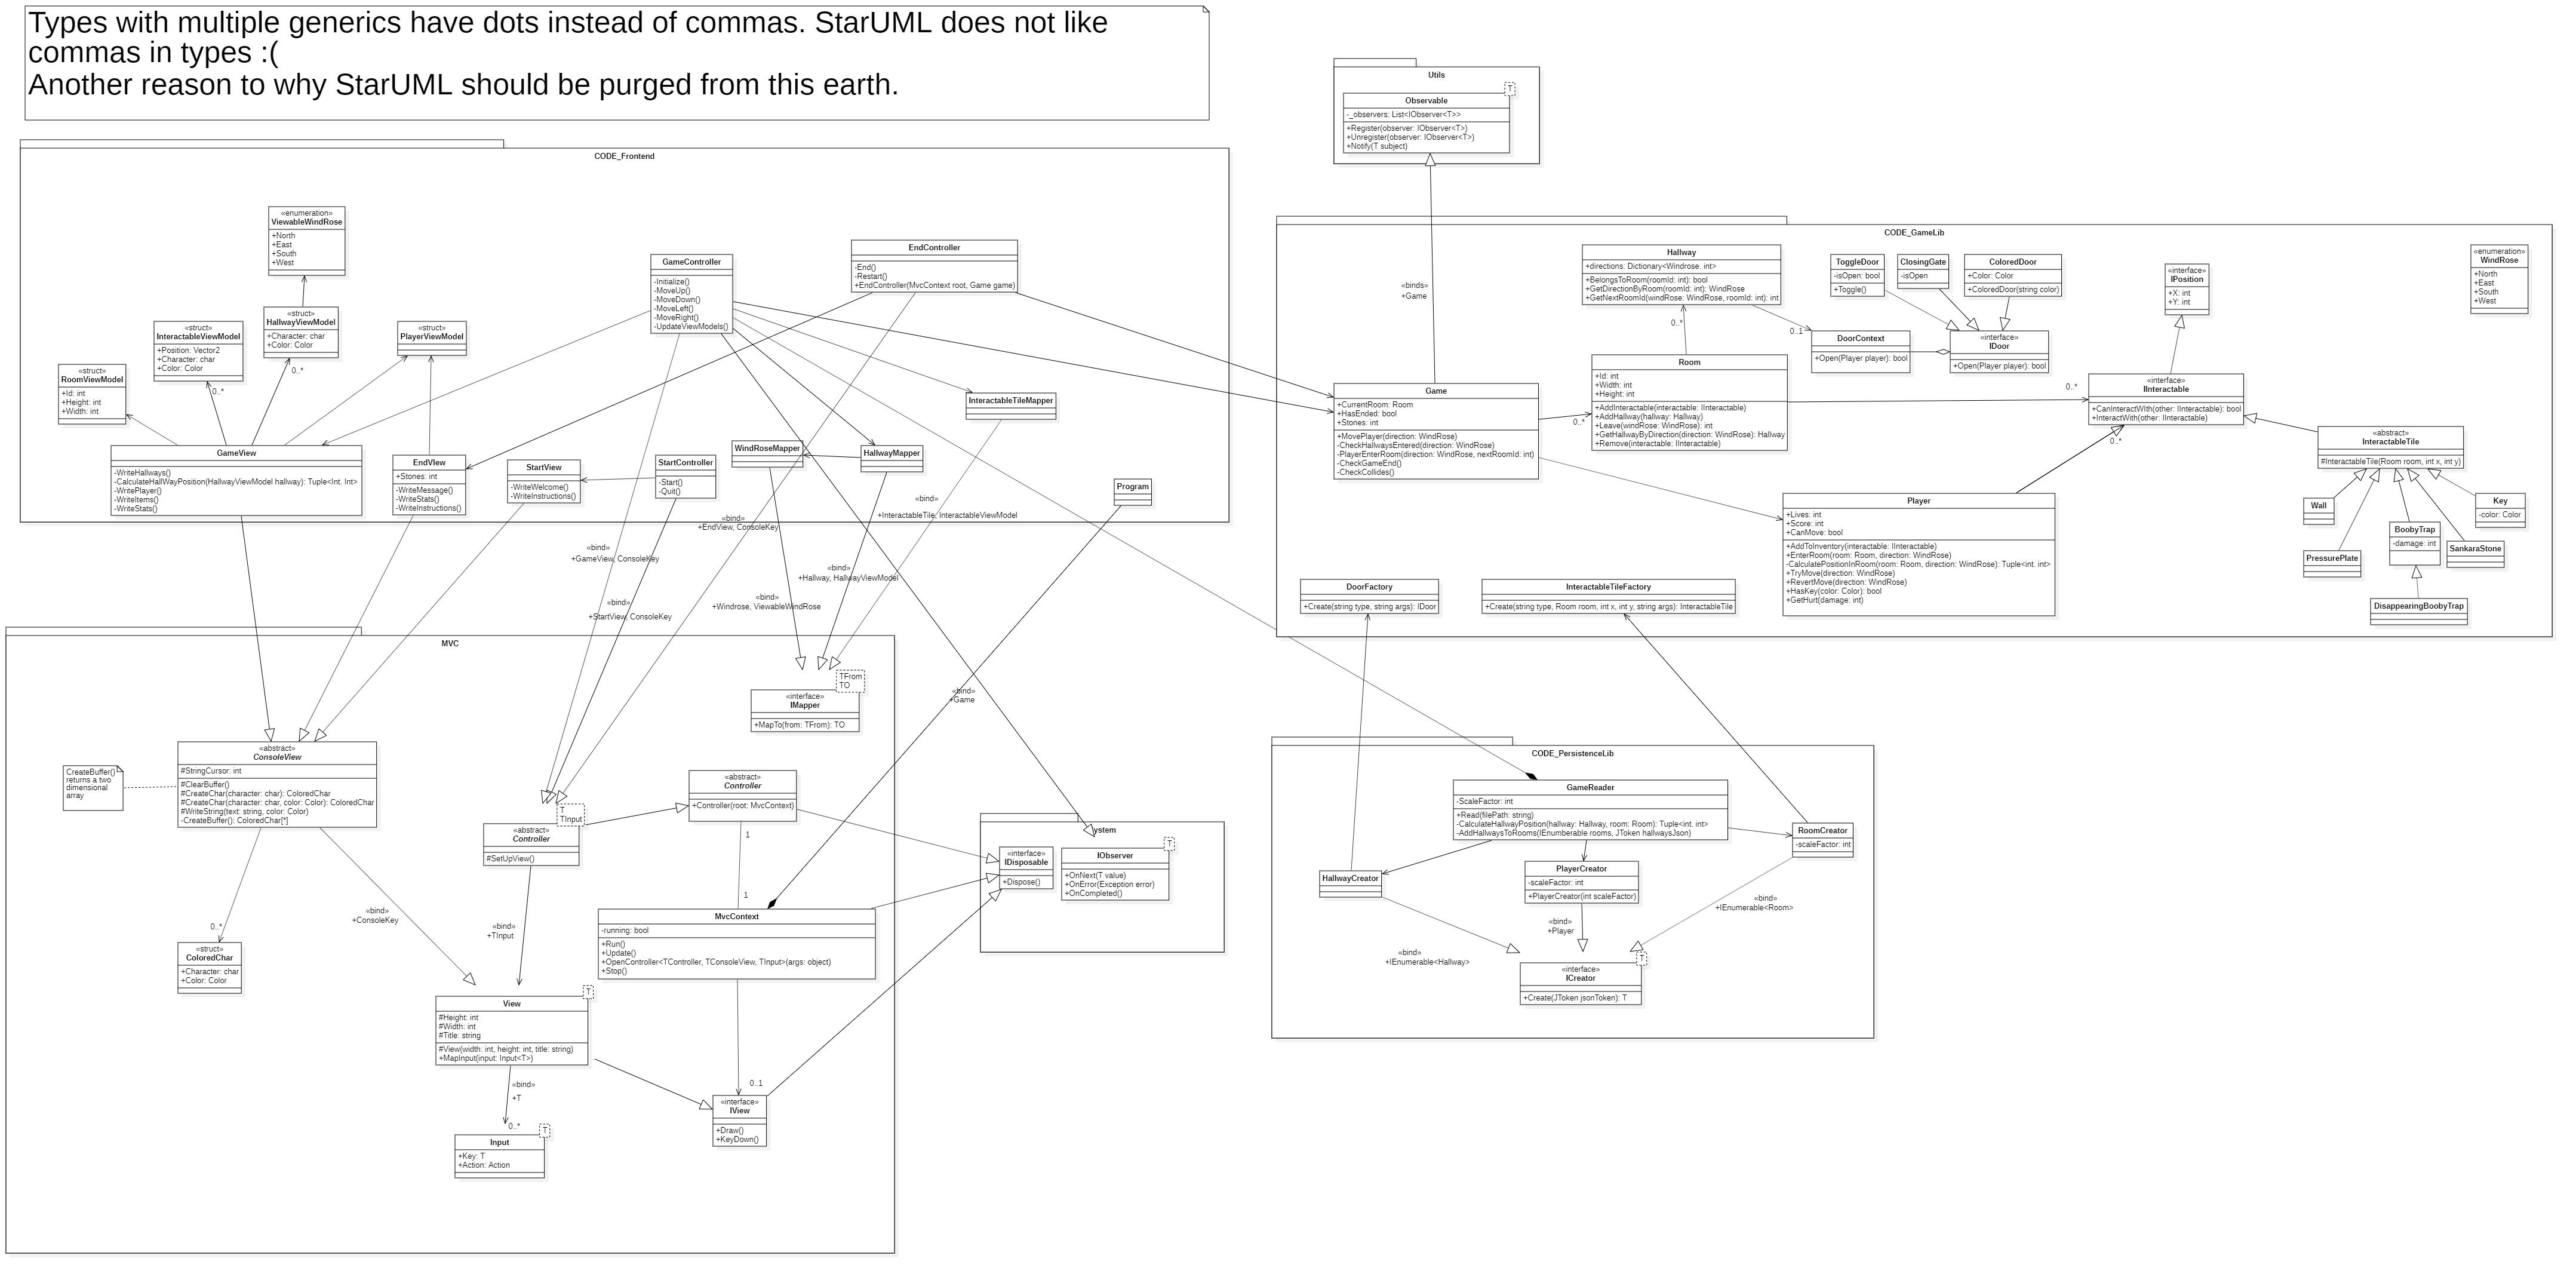 Types with multiple generics have dots instead of commas. StarUML does not like
commas in types :(
Another reason to why StarUML should be purged from this earth.
Utils
T
Observable
-_observers: List<IObserver<T>>
+Register(observer: IObserver<T>)
+Unregister(observer: IObserver<T>)
+Notify(T subject)
CODE_Frontend
«enumeration»
ViewableWindRose
+North
+East
+South
+West
«struct»
HallwayViewModel
+Character: char
+Color: Color
0..*
«struct»
InteractableViewModel
+Position: Vector2
+Character: char
+Color: Color
0..*
«struct»
PlayerViewModel
«struct»
RoomViewModel
+Id: int
+Height: int
+Width: int
GameView
-WriteHallways()
-CalculateHallWayPosition(HallwayViewModel hallway): Tuple<Int. Int>
-WritePlayer()
-WriteItems()
-WriteStats()
EndVIew
+Stones: int
-WriteMessage()
-WriteStats()
-WriteInstructions()
StartView
-WriteWelcome()
-WriteInstructions()
StartController
-Start()
-Quit()
GameController
-Initialize()
-MoveUp()
-MoveDown()
-MoveLeft()
-MoveRight()
-UpdateViewModels()
EndController
-End()
-Restart()
+EndController(MvcContext root, Game game)
InteractableTileMapper
WindRoseMapper
HallwayMapper
Program
«bind»
+InteractableTile, InteractableViewModel
«bind»
+EndView, ConsoleKey
«bind»
+GameView, ConsoleKey
«bind»
+Hallway, HallwayViewModel
«bind»
+Windrose, ViewableWindRose
«bind»
+StartView, ConsoleKey
«bind»
+Game
«binds»
+Game
CODE_GameLib
Hallway
+directions: Dictionary<Windrose. int>
+BelongsToRoom(roomId: int): bool
+GetDirectionByRoom(roomId: int): WindRose
+GetNextRoomId(windRose: WindRose, roomId: int): int
0..*
0..1
ToggleDoor
-isOpen: bool
+Toggle()
ClosingGate
-isOpen
ColoredDoor
+Color: Color
+ColoredDoor(string color)
DoorContext
+Open(Player player): bool
«interface»
IDoor
+Open(Player player): bool
«interface»
IPosition
+X: int
+Y: int
«enumeration»
WindRose
+North
+East
+South
+West
Room
+Id: int
+Width: int
+Height: int
+AddInteractable(interactable: IInteractable)
+AddHallway(hallway: Hallway)
+Leave(windRose: WindRose): int
+GetHallwayByDirection(direction: WindRose): Hallway
+Remove(interactable: IInteractable)
0..*
Game
+CurrentRoom: Room
+HasEnded: bool
+Stones: int
+MovePlayer(direction: WindRose)
-CheckHallwaysEntered(direction: WindRose)
-PlayerEnterRoom(direction: WindRose, nextRoomId: int)
-CheckGameEnd()
-CheckCollides()
0..*
«interface»
IInteractable
+CanInteractWIth(other: IInteractable): bool
+InteractWith(other: IInteractable)
0..*
«abstract»
InteractableTile
#InteractableTile(Room room, int x, int y)
Wall
PressurePlate
BoobyTrap
-damage: int
SankaraStone
Key
-color: Color
DisappearingBoobyTrap
Player
+Lives: int
+Score: int
+CanMove: bool
+AddToInventory(interactable: IInteractable)
+EnterRoom(room: Room, direction: WindRose)
-CalculatePositionInRoom(room: Room, direction: WindRose): Tuple<int. int>
+TryMove(direction: WindRose)
+RevertMove(direction: WindRose)
+HasKey(color: Color): bool
+GetHurt(damage: int)
DoorFactory
+Create(string type, string args): IDoor
InteractableTileFactory
+Create(string type, Room room, int x, int y, string args): InteractableTile
MVC
TFrom
TO
«interface»
IMapper
+MapTo(from: TFrom): TO
«abstract»
ConsoleView
#StringCursor: int
#ClearBuffer()
#CreateChar(character: char): ColoredChar
#CreateChar(character: char, color: Color): ColoredChar
#WriteString(text: string, color: Color)
-CreateBuffer(): ColoredChar[*]
CreateBuffer()
returns a two
dimensional
array
0..*
«struct»
ColoredChar
+Character: char
+Color: Color
«bind»
+ConsoleKey
T
TInput
«abstract»
Controller
#SetUpView()
«bind»
+TInput
«abstract»
Controller
+Controller(root: MvcContext)
1
1
MvcContext
-running: bool
+Run()
+Update()
+OpenController<TController, TConsoleView, TInput>(args: object)
+Stop()
0..1
T
View
#Height: int
#Width: int
#Title: string
#View(width: int, height: int, title: string)
+MapInput(input: Input<T>)
«bind»
+T
0..*
T
Input
+Key: T
+Action: Action
«interface»
IView
+Draw()
+KeyDown()
ystem
«interface»
IDisposable
+Dispose()
T
IObserver
+OnNext(T value)
+OnError(Exception error)
+OnCompleted()
CODE_PersistenceLib
GameReader
-ScaleFactor: int
+Read(filePath: string)
-CalculateHallwayPosition(hallway: Hallway, room: Room): Tuple<int. int>
-AddHallwaysToRooms(IEnumberable rooms, JToken hallwaysJson)
RoomCreator
-scaleFactor: int
PlayerCreator
-scaleFactor: int
+PlayerCreator(int scaleFactor)
HallwayCreator
«bind»
+IEnumerable<Room>
«bind»
+Player
«bind»
+IEnumerable<Hallway>
T
«interface»
ICreator
+Create(JToken jsonToken): T